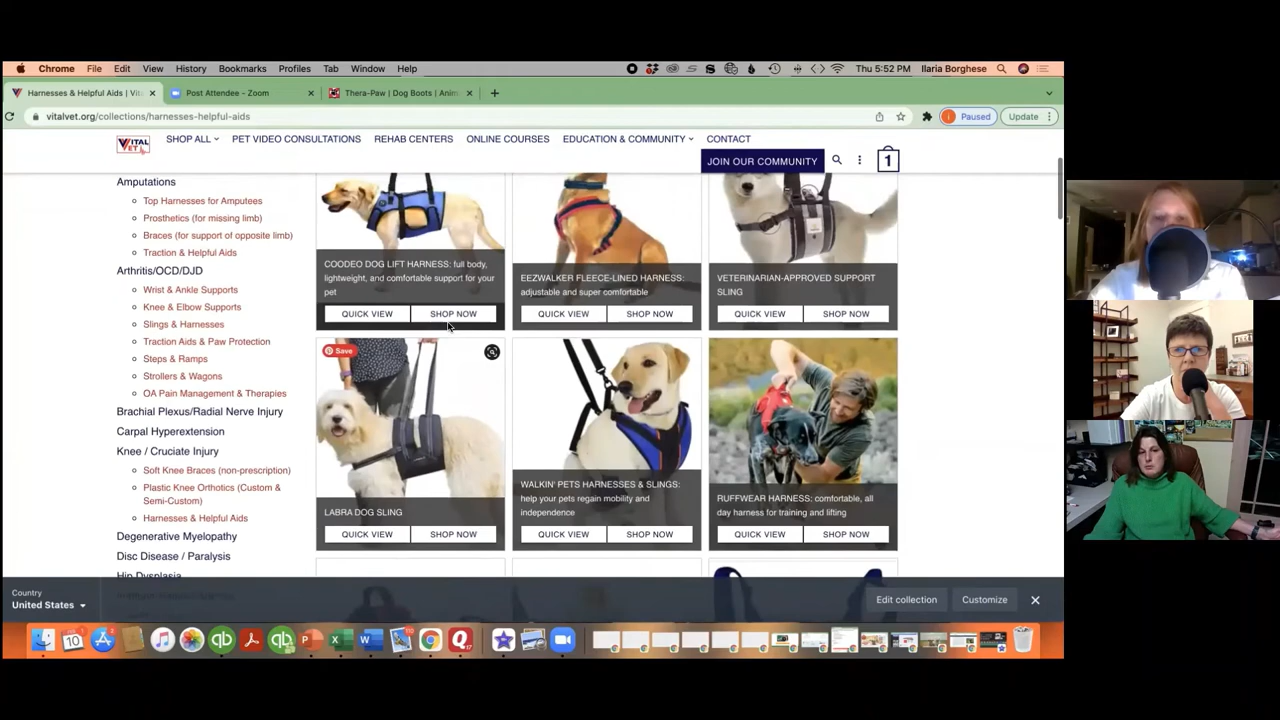 Chrome File Edit View History Bookmarks Profiles Tab Window Help Thu 5:52 PM Ilaria Borghese
Harnesses & Helpful Aids | Vita Post Attendee - Zoom Thera-Paw | Dog Boots | Anim
vitalvet.org/collections/harnesses-helpful-aids Paused Update
VITAL VET SHOP ALL PET VIDEO CONSULTATIONS REHAB CENTERS ONLINE COURSES EDUCATION & COMMUNITY CONTACT
JOIN OUR COMMUNITY 1
Amputations
Top Harnesses for Amputees
Prosthetics (for missing limb)
Braces (for support of opposite limb)
Traction & Helpful Aids
Arthritis/OCD/DJD
Wrist & Ankle Supports
Knee & Elbow Supports
Slings & Harnesses
Traction Aids & Paw Protection
Steps & Ramps
Strollers & Wagons
OA Pain Management & Therapies
Brachial Plexus/Radial Nerve Injury
Carpal Hyperextension
Knee / Cruciate Injury
Soft Knee Braces (non-prescription)
Plastic Knee Orthotics (Custom &
Semi-Custom)
Harnesses & Helpful Aids
Degenerative Myelopathy
Disc Disease / Paralysis
Hip Dysplasia
COODEO DOG LIFT HARNESS: full body,
lightweight, and comfortable support for your
pet
QUICK VIEW SHOP NOW
EEZWALKER FLEECE-LINED HARNESS:
adjustable and super comfortable
QUICK VIEW SHOP NOW
VETERINARIAN-APPROVED SUPPORT
SLING
QUICK VIEW SHOP NOW
Save
LABRA DOG SLING
QUICK VIEW SHOP NOW
WALKIN' PETS HARNESSES & SLINGS:
help your pets regain mobility and
independence
QUICK VIEW SHOP NOW
RUFFWEAR HARNESS: comfortable, all
day harness for training and lifting
QUICK VIEW SHOP NOW
Country
United States
Edit collection Customize